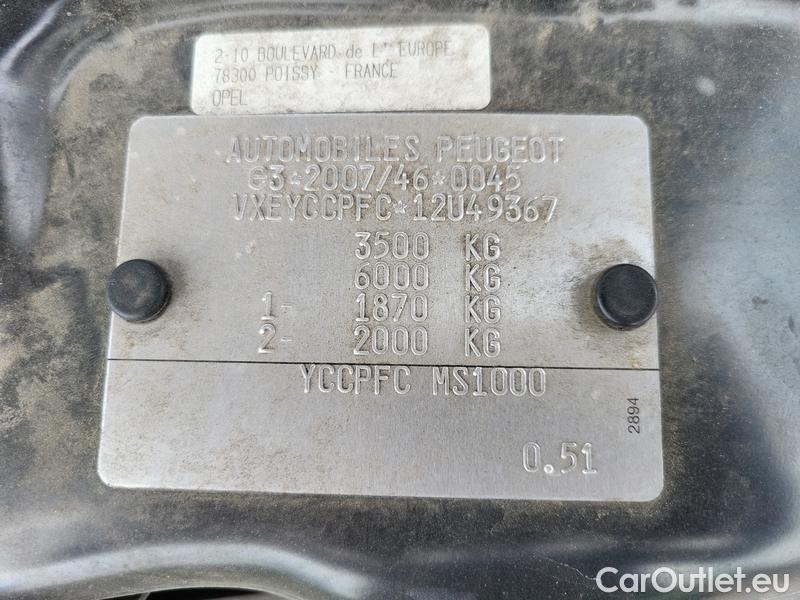 2-10 BOULEVARD de L' EUROPE
78300 POISSY - FRANCE
OPEL
AUTOMOBILES PEUGEOT
e3*2007/46*0045
VXEYCCPFC*12U49367
3500 KG
6000 KG
1- 1870 KG
2- 2000 KG
YCCPFC MS1000
2894
0.51
CarOutlet.eu